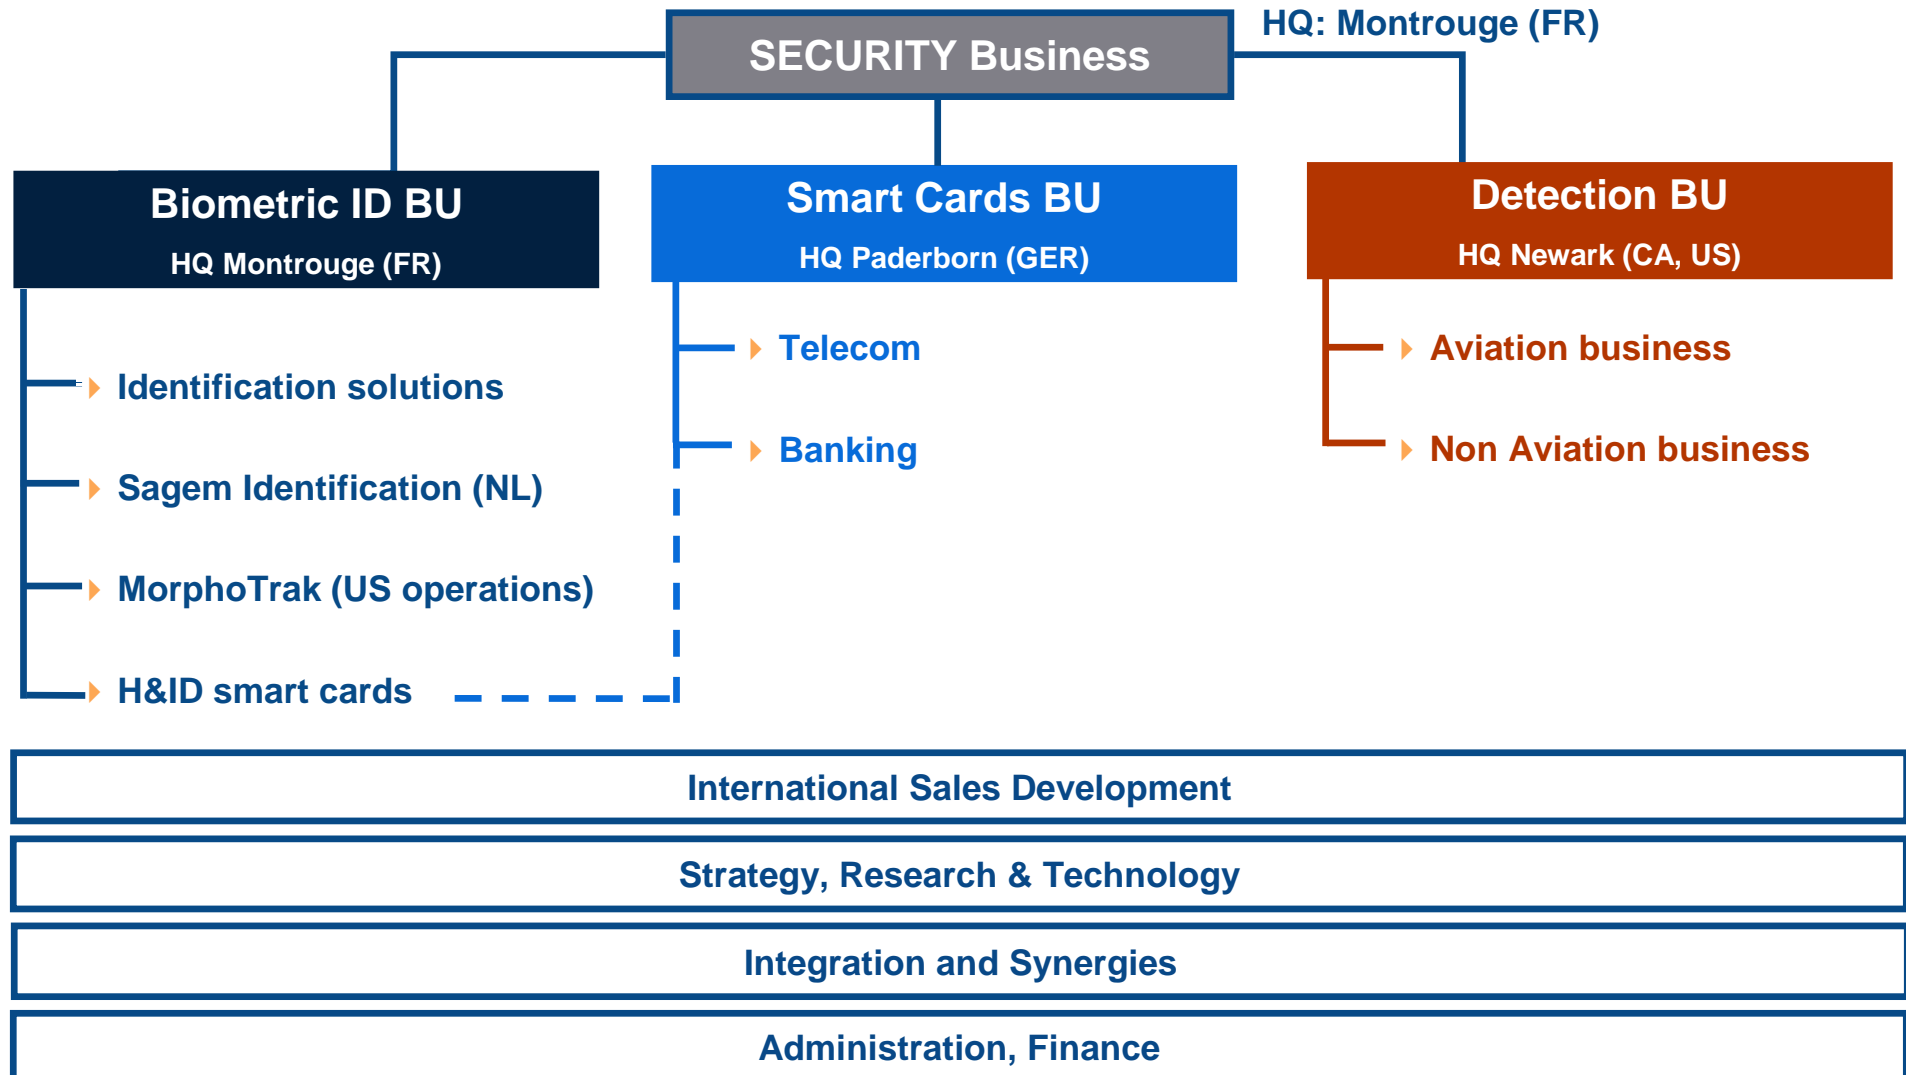 HQ: Montrouge (FR)
SECURITY Business
Biometric ID BU
HQ Montrouge (FR)
Identification solutions
Sagem Identification (NL)
MorphoTrak (US operations)
H&ID smart cards
Smart Cards BU
HQ Paderborn (GER)
Telecom
Banking
Detection BU
HQ Newark (CA, US)
Aviation business
Non Aviation business
International Sales Development
Strategy, Research & Technology
Integration and Synergies
Administration, Finance